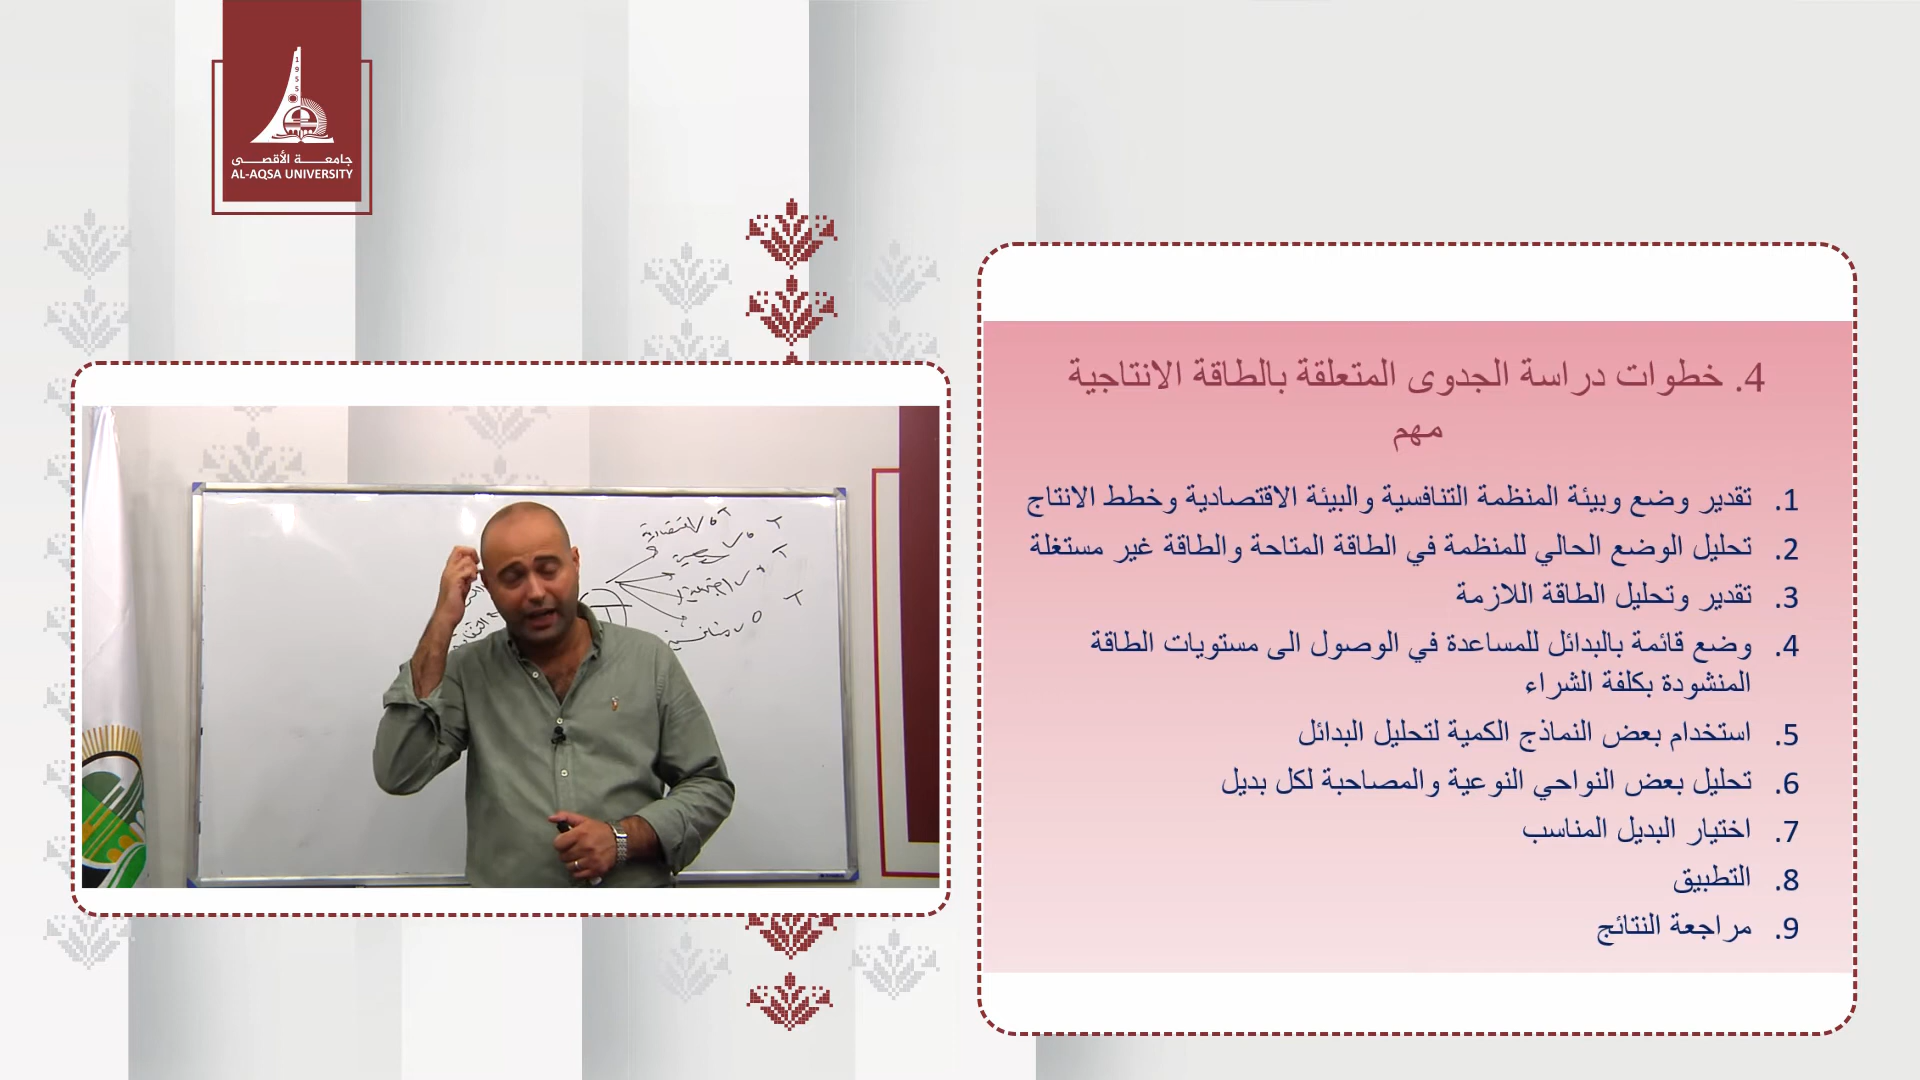 1955
جامعة الأقصى
AL-AQSA UNIVERSITY
4. خطوات دراسة الجدوى المتعلقة بالطاقة الانتاجية
مهم
1. تقدير وضع وبيئة المنظمة التنافسية والبيئة الاقتصادية وخطط الانتاج
2. تحليل الوضع الحالي للمنظمة في الطاقة المتاحة والطاقة غير مستغلة
3. تقدير وتحليل الطاقة اللازمة
4. وضع قائمة بالبدائل للمساعدة في الوصول الى مستويات الطاقة
المنشودة بكلفة الشراء
5. استخدام بعض النماذج الكمية لتحليل البدائل
6. تحليل بعض النواحي النوعية والمصاحبة لكل بديل
7. اختيار البديل المناسب
8. التطبيق
9. مراجعة النتائج